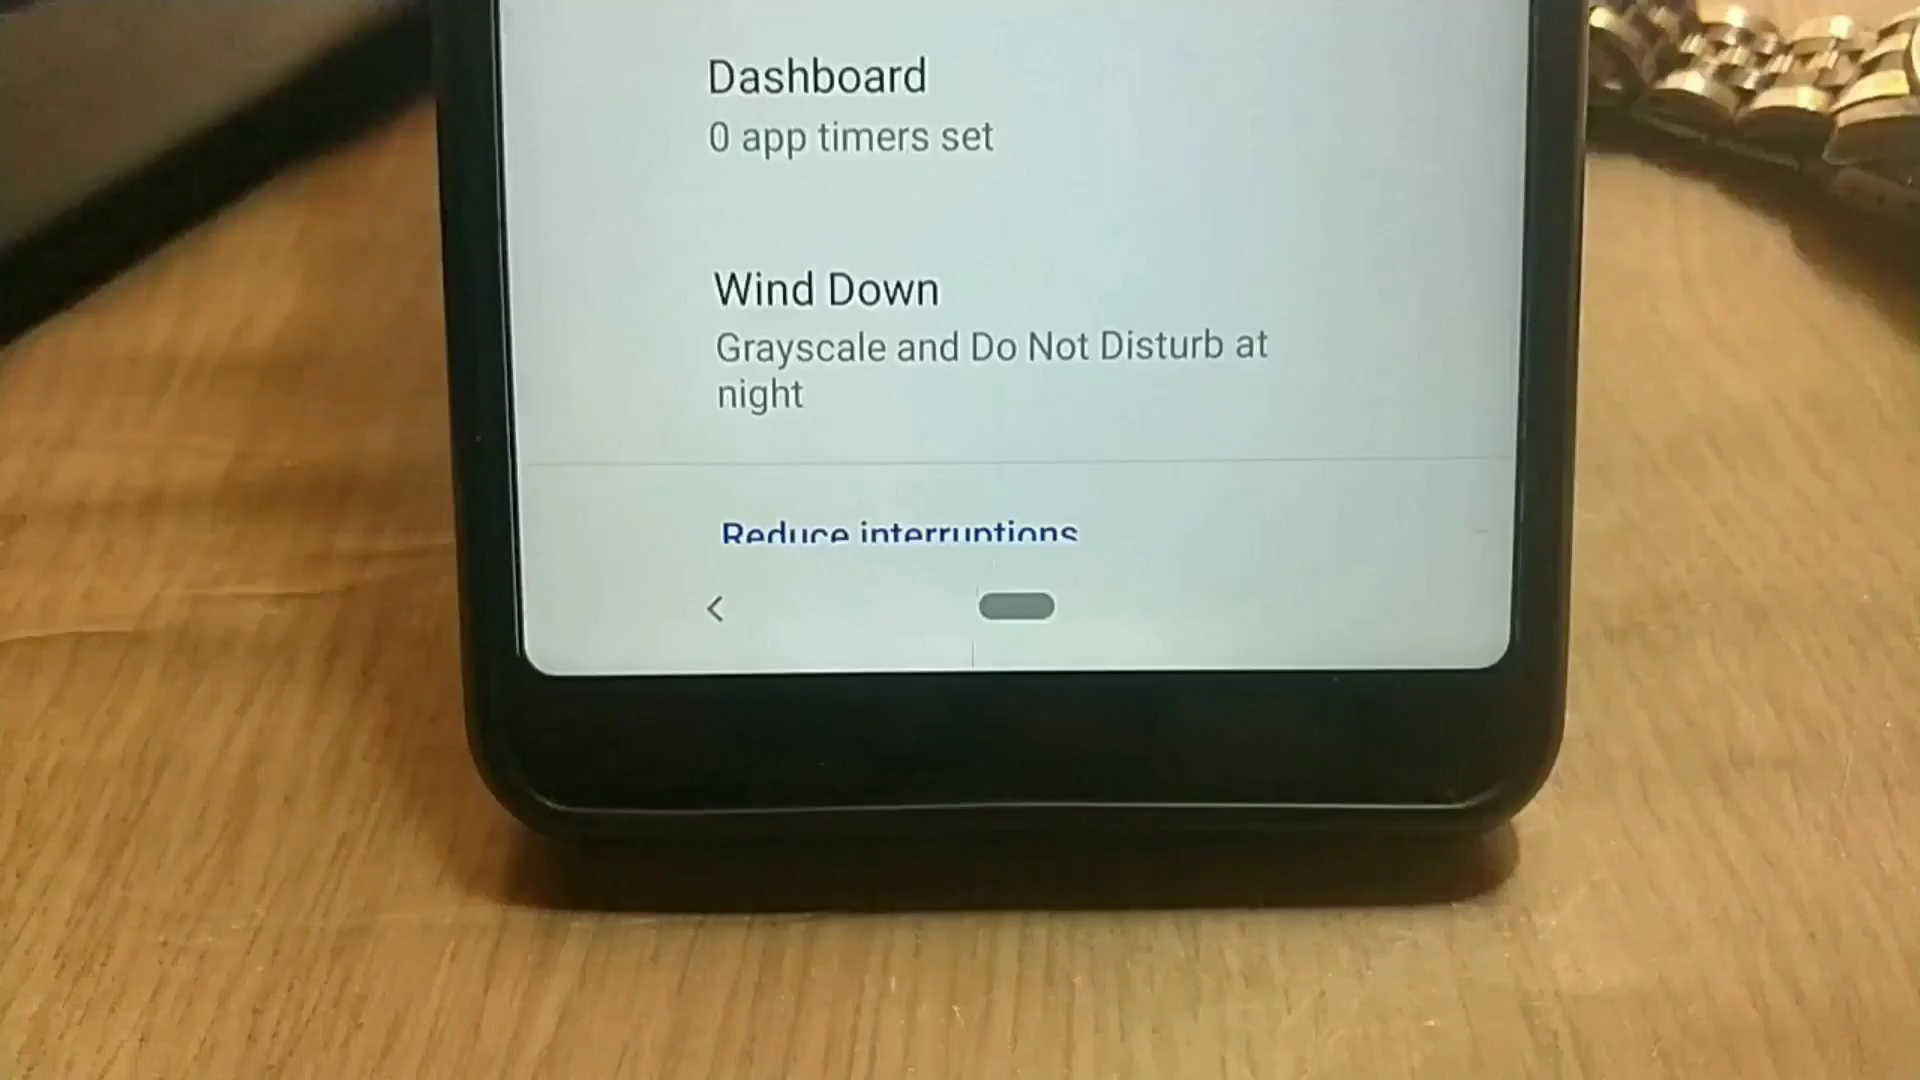 Dashboard
0 app timers set
Wind Down
Grayscale and Do Not Disturb at
night
Reduce interruptions